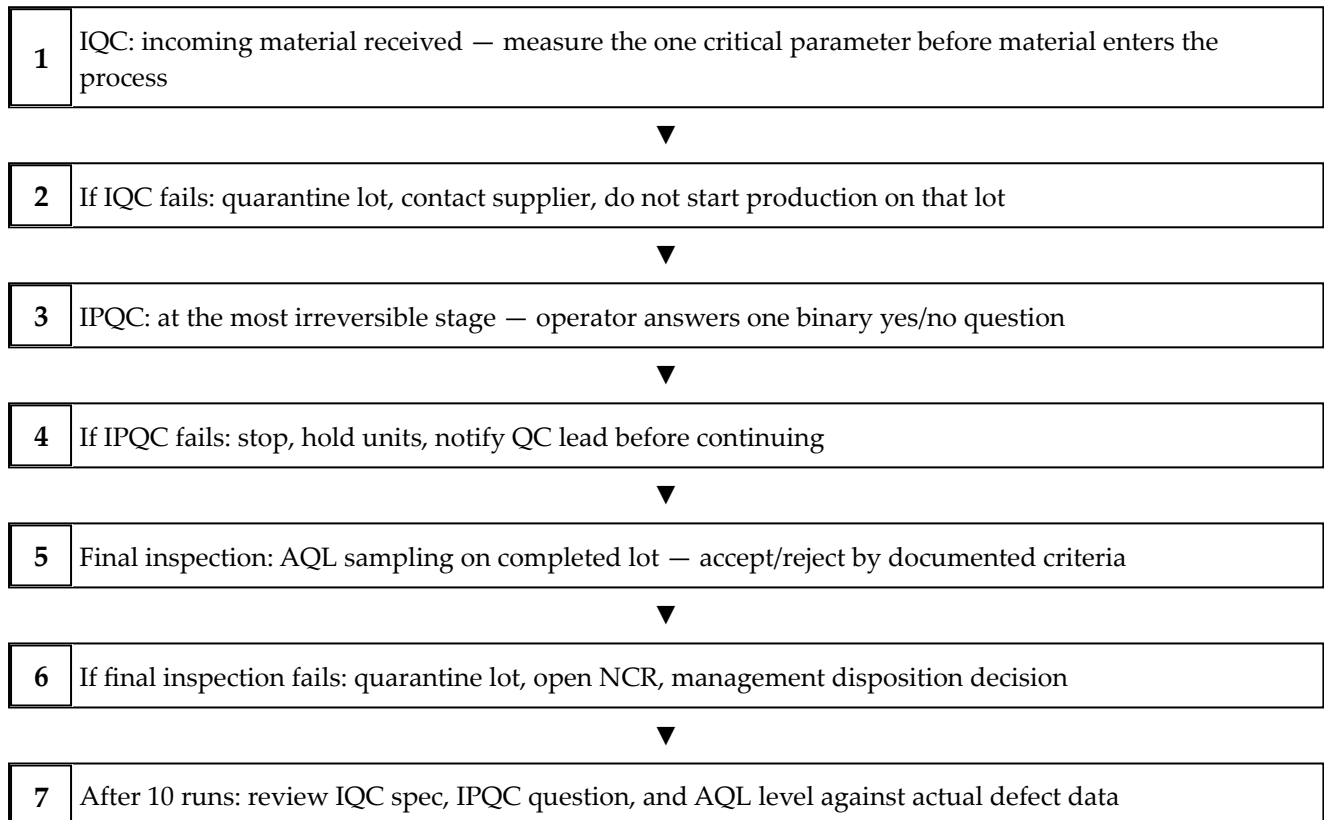 1
IQC: incoming material received — measure the one critical parameter before material enters the
process
▼
2 If IQC fails: quarantine lot, contact supplier, do not start production on that lot
▼
3 IPQC: at the most irreversible stage — operator answers one binary yes/no question
▼
4 If IPQC fails: stop, hold units, notify QC lead before continuing
▼
5 Final inspection: AQL sampling on completed lot — accept/reject by documented criteria
▼
6 If final inspection fails: quarantine lot, open NCR, management disposition decision
▼
7 After 10 runs: review IQC spec, IPQC question, and AQL level against actual defect data